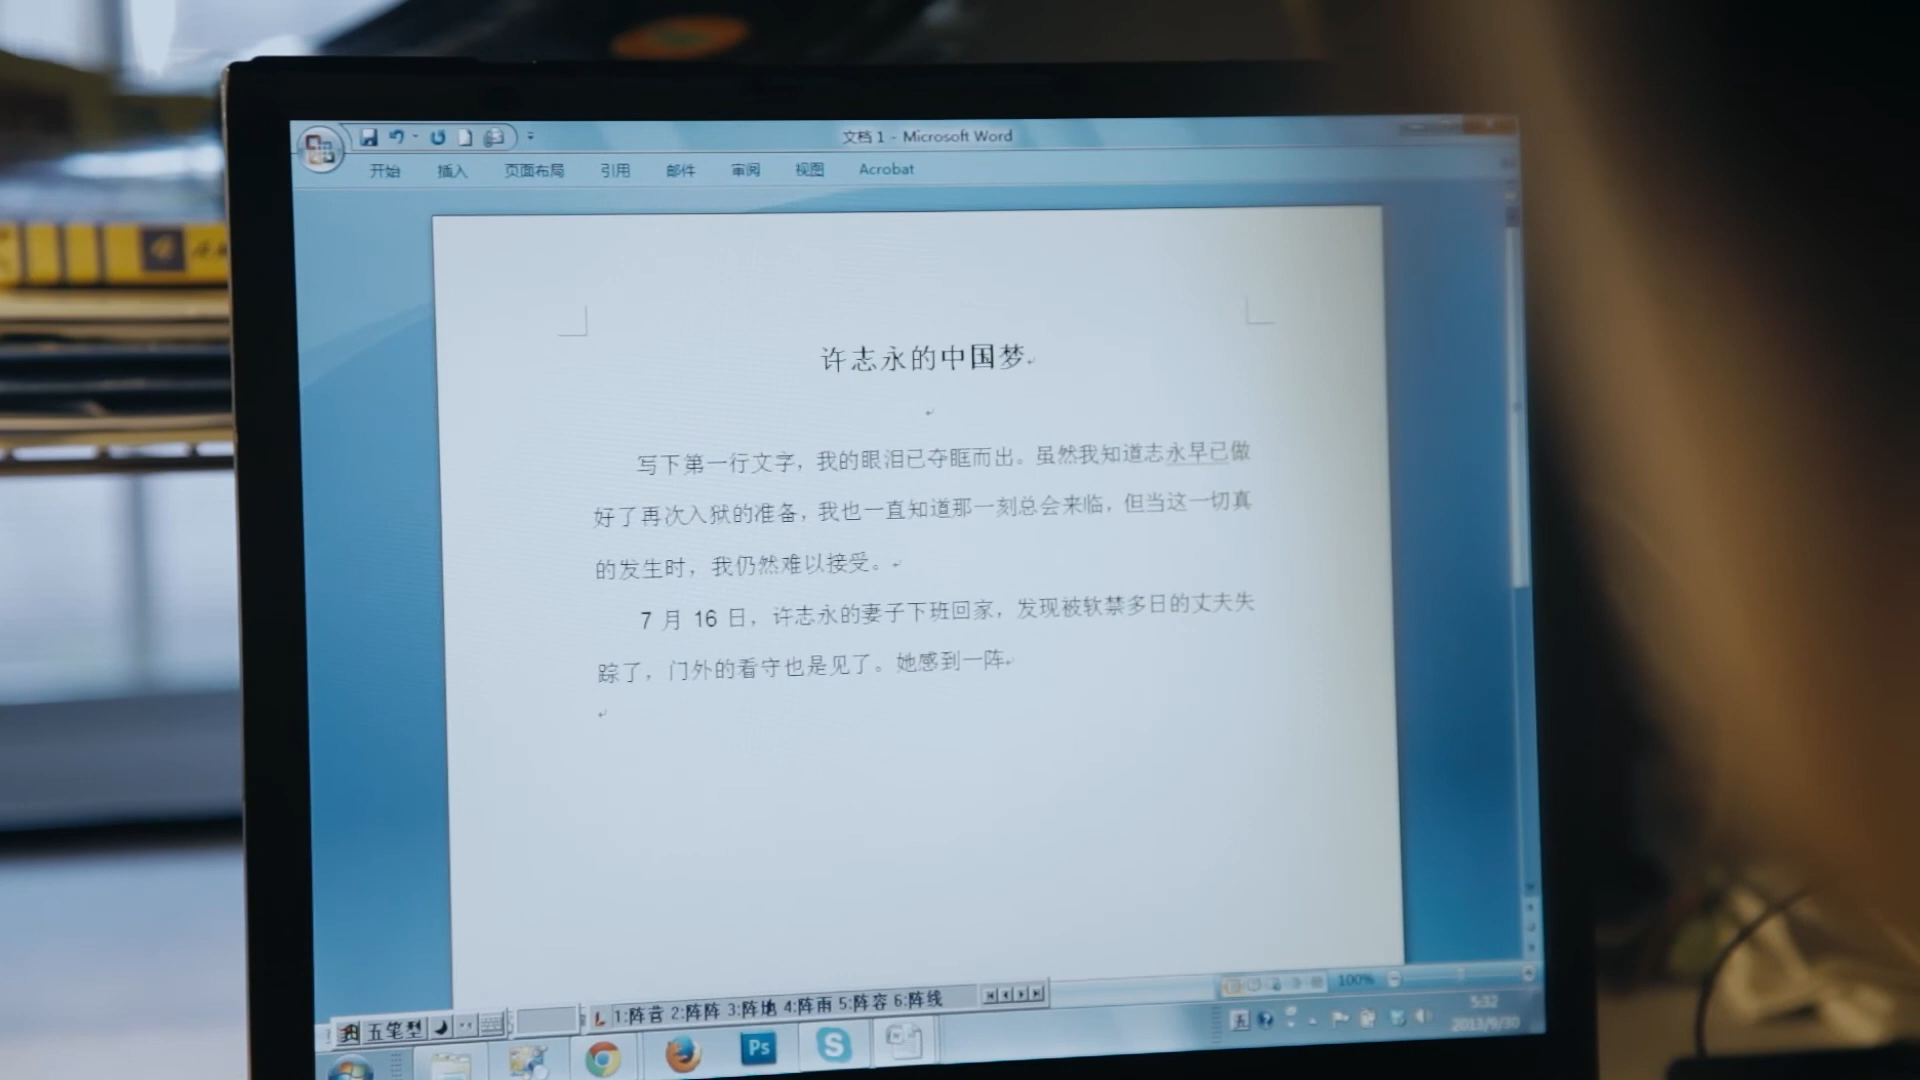 文档 1 - Microsoft Word
开始 插入 页面布局 引用 邮件 审阅 视图 Acrobat
许志永的中国梦
写下第一行文字，我的眼泪已夺眶而出。虽然我知道志永早已做
好了再次入狱的准备，我也一直知道那一刻总会来临，但当这一切真
的发生时，我仍然难以接受。
7 月 16 日，许志永的妻子下班回家，发现被软禁多日的丈夫失
踪了，门外的看守也是见了。她感到一阵
100%
五笔型 1:阵昔 2:阵阵 3:阵地 4:阵雨 5:阵容 6:阵线
五
5:32
2013/9/30
Ps